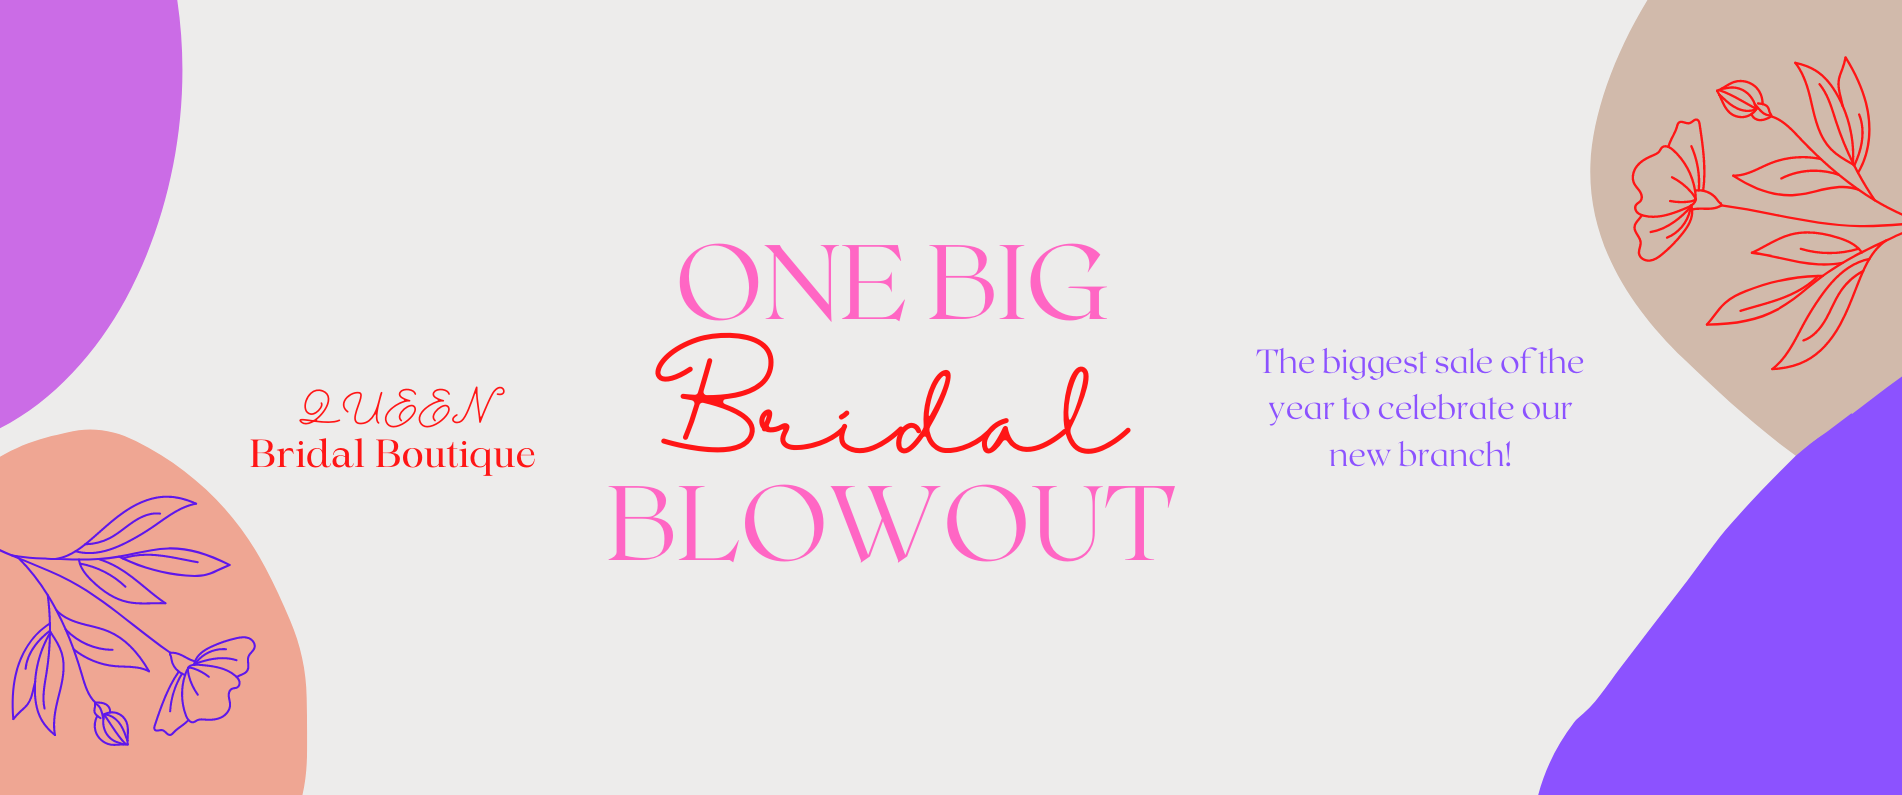 QUEEN
Bridal Boutique
ONE BIG
Bridal
BLOWOUT
The biggest sale of the
year to celebrate our
new branch!